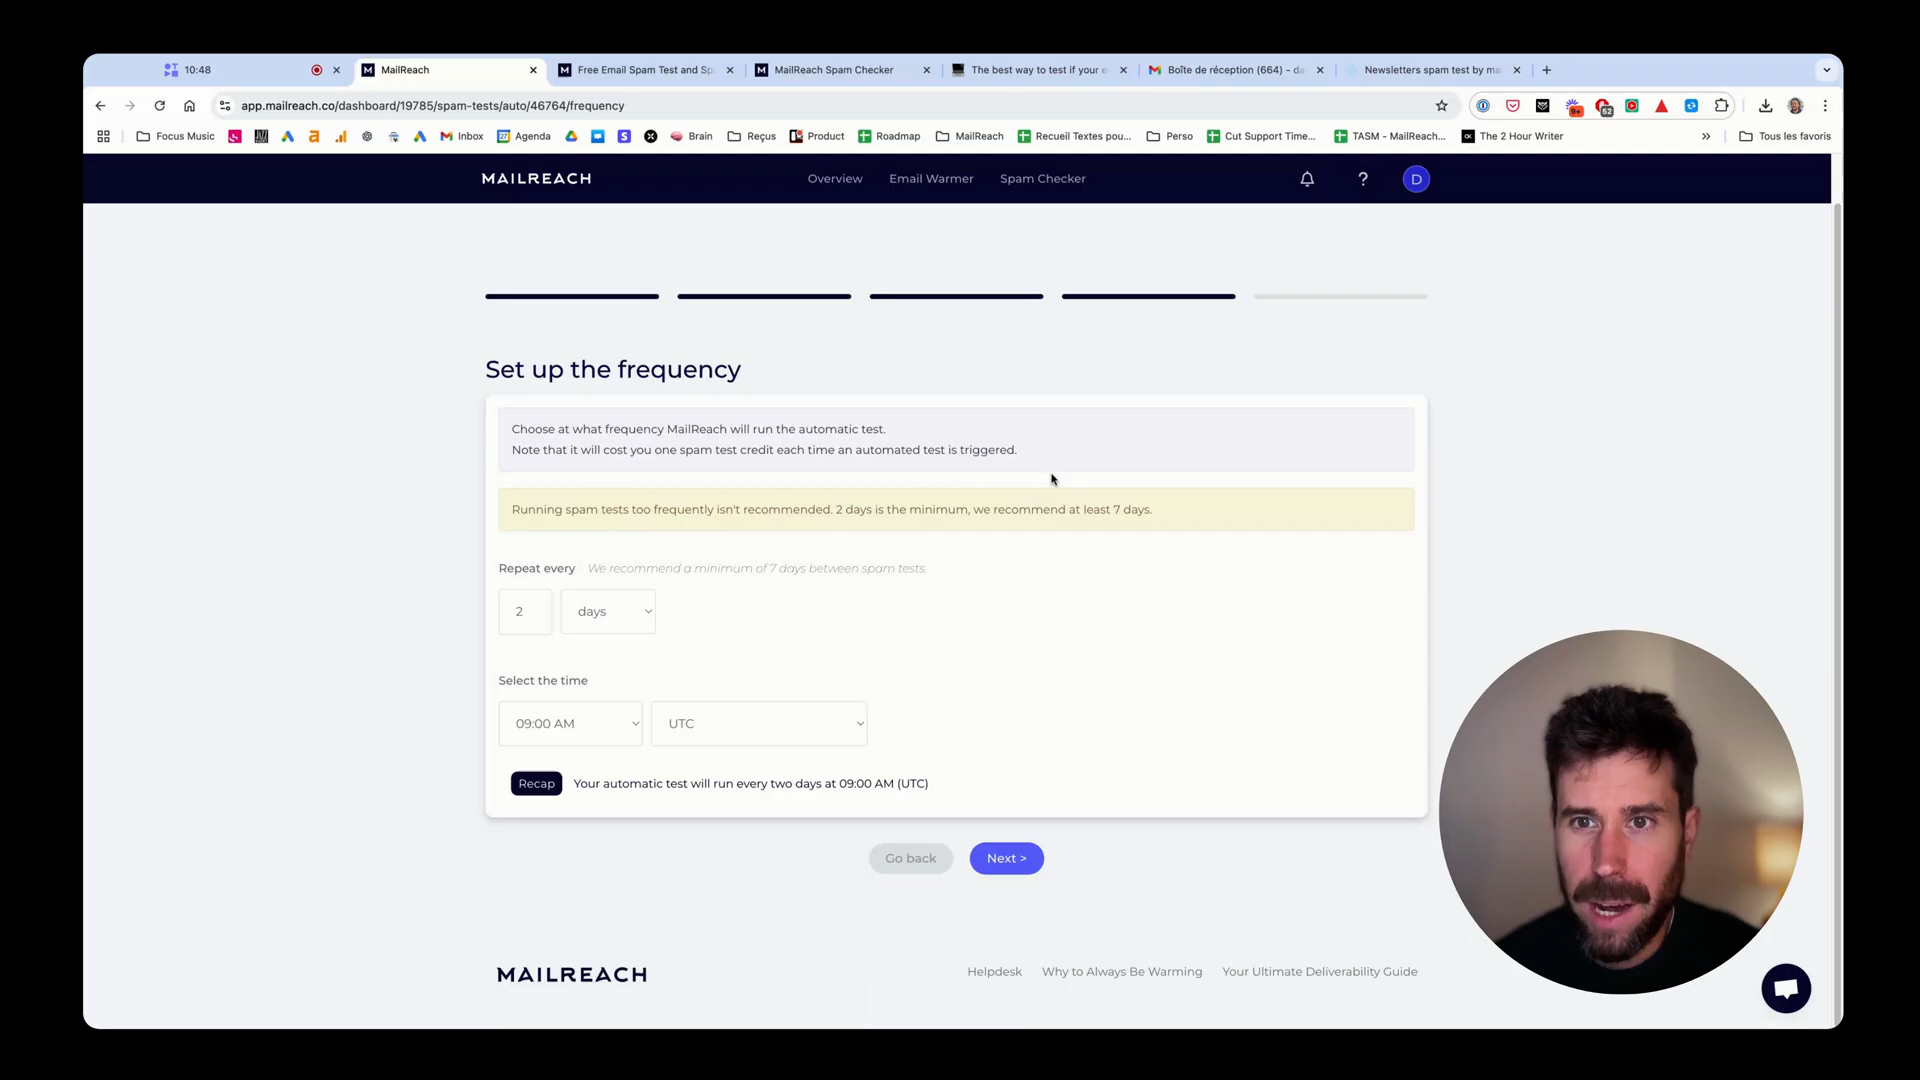 10:48
MailReach
Free Email Spam Test and Sp
MailReach Spam Checker
The best way to test if your e
Boîte de réception (664) - da
Newsletters spam test by ma
app.mailreach.co/dashboard/19785/spam-tests/auto/46764/frequency
Focus Music
Inbox
Agenda
Brain
Reçus
Product
Roadmap
MailReach
Recueil Textes pou...
Perso
Cut Support Time...
TASM - MailReach...
The 2 Hour Writer
Tous les favoris
MAILREACH
Overview
Email Warmer
Spam Checker
?
D
Set up the frequency
Choose at what frequency MailReach will run the automatic test.
Note that it will cost you one spam test credit each time an automated test is triggered.
Running spam tests too frequently isn't recommended. 2 days is the minimum, we recommend at least 7 days.
Repeat every We recommend a minimum of 7 days between spam tests.
2 days
Select the time
09:00 AM UTC
Recap Your automatic test will run every two days at 09:00 AM (UTC)
Go back Next >
MAILREACH
Helpdesk Why to Always Be Warming Your Ultimate Deliverability Guide